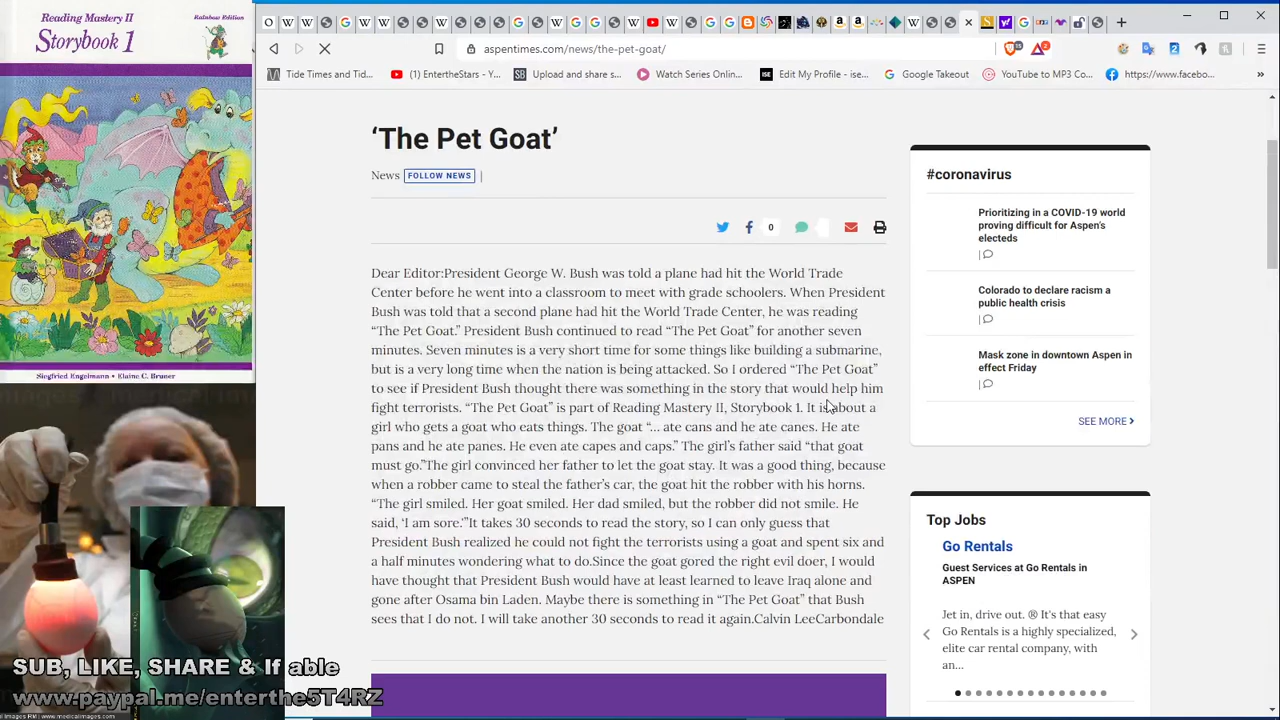 Reading Mastery II
Rainbow Edition
Storybook 1
Siegfried Engelmann • Elaine C. Bruner
SUB, LIKE, SHARE & If able
www.paypal.me/enterthe5T4RZ
aspentimes.com/news/the-pet-goat/
Tide Times and Tid...
(1) EntertheStars - Y...
Upload and share s...
Watch Series Onlin...
Edit My Profile - ise...
Google Takeout
YouTube to MP3 Co...
https://www.facebo...
‘The Pet Goat’
News FOLLOW NEWS |
0
Dear Editor:President George W. Bush was told a plane had hit the World Trade
Center before he went into a classroom to meet with grade schoolers. When President
Bush was told that a second plane had hit the World Trade Center, he was reading
“The Pet Goat.” President Bush continued to read “The Pet Goat” for another seven
minutes. Seven minutes is a very short time for some things like building a submarine,
but is a very long time when the nation is being attacked. So I ordered “The Pet Goat”
to see if President Bush thought there was something in the story that would help him
fight terrorists. “The Pet Goat” is part of Reading Mastery II, Storybook 1. It is about a
girl who gets a goat who eats things. The goat “... ate cans and he ate canes. He ate
pans and he ate panes. He even ate capes and caps.” The girl’s father said “that goat
must go.”The girl convinced her father to let the goat stay. It was a good thing, because
when a robber came to steal the father’s car, the goat hit the robber with his horns.
“The girl smiled. Her goat smiled. Her dad smiled, but the robber did not smile. He
said, ‘I am sore.’”It takes 30 seconds to read the story, so I can only guess that
President Bush realized he could not fight the terrorists using a goat and spent six and
a half minutes wondering what to do.Since the goat gored the right evil doer, I would
have thought that President Bush would have at least learned to leave Iraq alone and
gone after Osama bin Laden. Maybe there is something in “The Pet Goat” that Bush
sees that I do not. I will take another 30 seconds to read it again.Calvin LeeCarbondale
#coronavirus
Prioritizing in a COVID-19 world
proving difficult for Aspen’s
electeds
Colorado to declare racism a
public health crisis
Mask zone in downtown Aspen in
effect Friday
SEE MORE
Top Jobs
Go Rentals
Guest Services at Go Rentals in
ASPEN
Jet in, drive out. ® It's that easy
Go Rentals is a highly specialized,
elite car rental company, with
an...